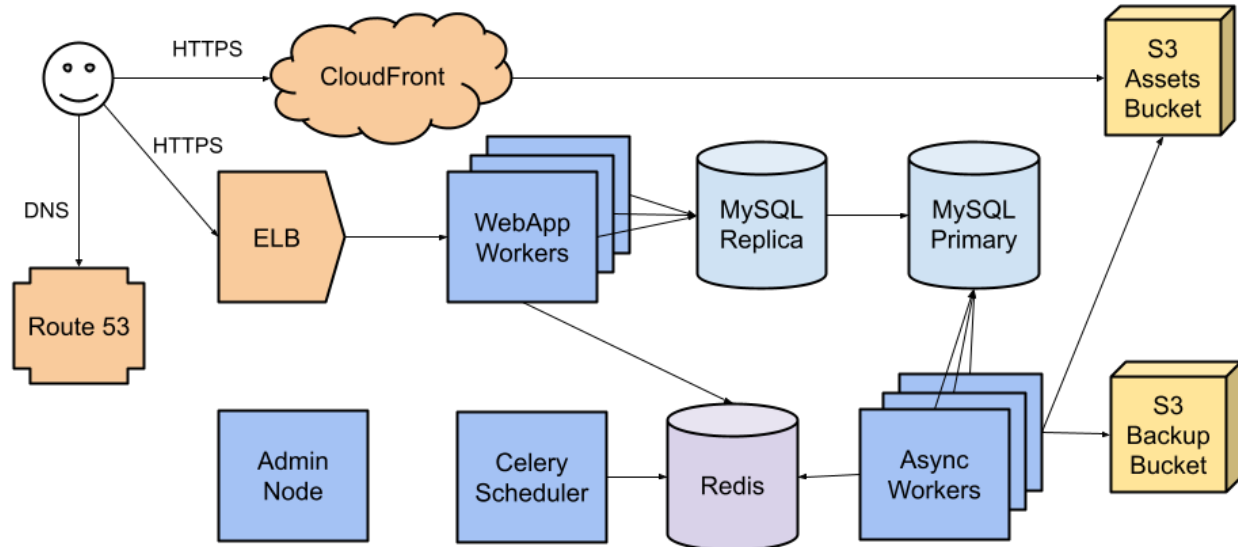 HTTPS
CloudFront
S3
Assets
Bucket
HTTPS
DNS
ELB
WebApp
Workers
MySQL
Replica
MySQL
Primary
Route 53
Admin
Node
Celery
Scheduler
Redis
Async
Workers
S3
Backup
Bucket